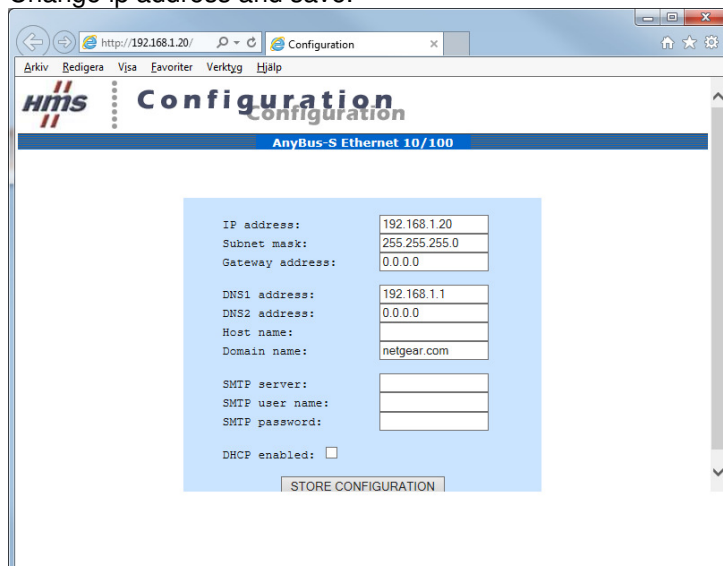 Change ip address and save.
http://192.168.1.20/
Configuration
Arkiv Redigera Visa Favoriter Verktyg Hjälp
HMS
Configuration
Configuration
AnyBus-S Ethernet 10/100
IP address: 192.168.1.20
Subnet mask: 255.255.255.0
Gateway address: 0.0.0.0
DNS1 address: 192.168.1.1
DNS2 address: 0.0.0.0
Host name:
Domain name: netgear.com
SMTP server:
SMTP user name:
SMTP password:
DHCP enabled:
STORE CONFIGURATION